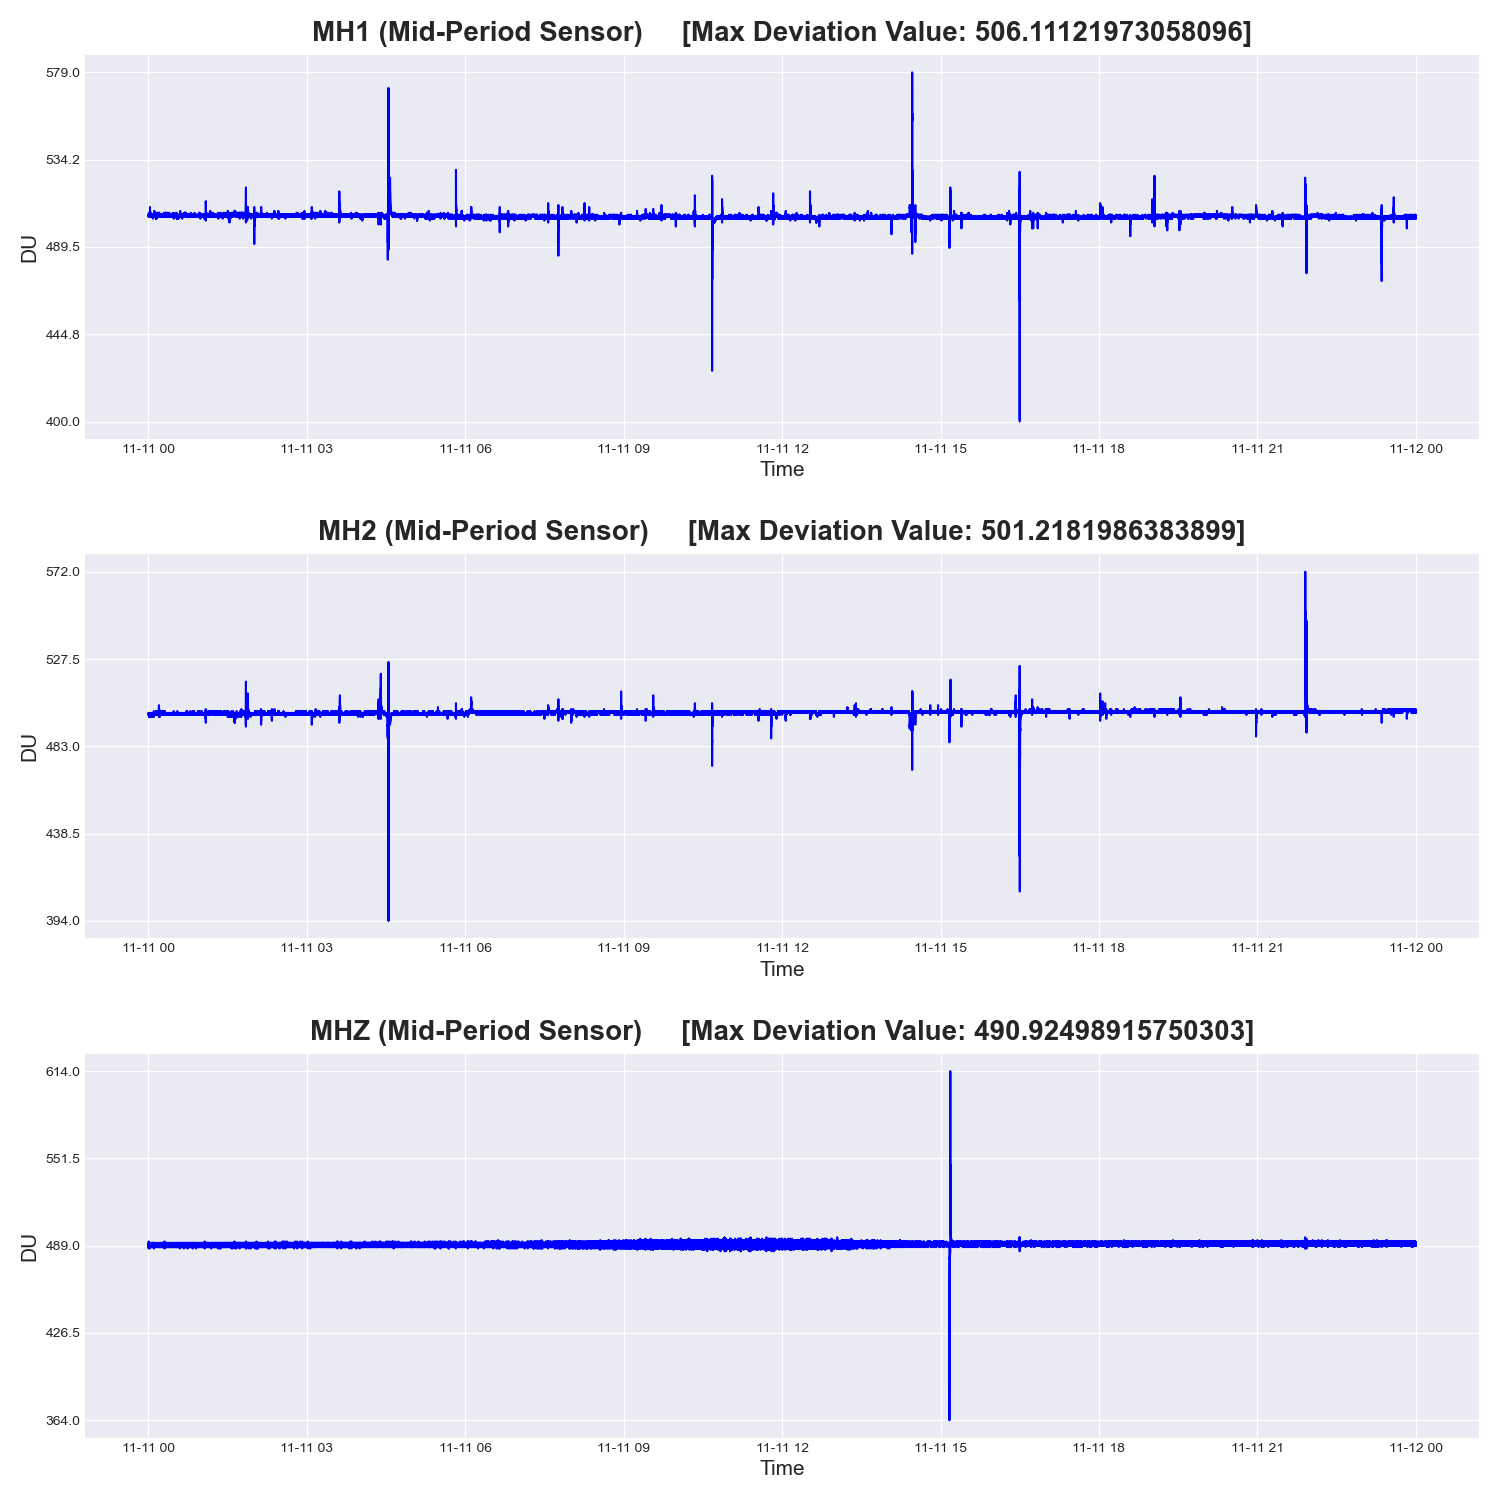 MH1 (Mid-Period Sensor) [Max Deviation Value: 506.11121973058096]
579.0
534.2
489.5
444.8
400.0
DU
11-11 00 11-11 03 11-11 06 11-11 09 11-11 12 11-11 15 11-11 18 11-11 21 11-12 00
Time
MH2 (Mid-Period Sensor) [Max Deviation Value: 501.2181986383899]
572.0
527.5
483.0
438.5
394.0
DU
11-11 00 11-11 03 11-11 06 11-11 09 11-11 12 11-11 15 11-11 18 11-11 21 11-12 00
Time
MHZ (Mid-Period Sensor) [Max Deviation Value: 490.92498915750303]
614.0
551.5
489.0
426.5
364.0
DU
11-11 00 11-11 03 11-11 06 11-11 09 11-11 12 11-11 15 11-11 18 11-11 21 11-12 00
Time